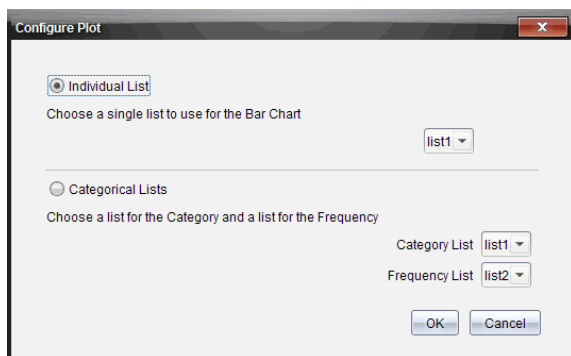 Configure Plot
Individual List
Choose a single list to use for the Bar Chart
list1
Categorical Lists
Choose a list for the Category and a list for the Frequency
Category List list1
Frequency List list2
OK Cancel